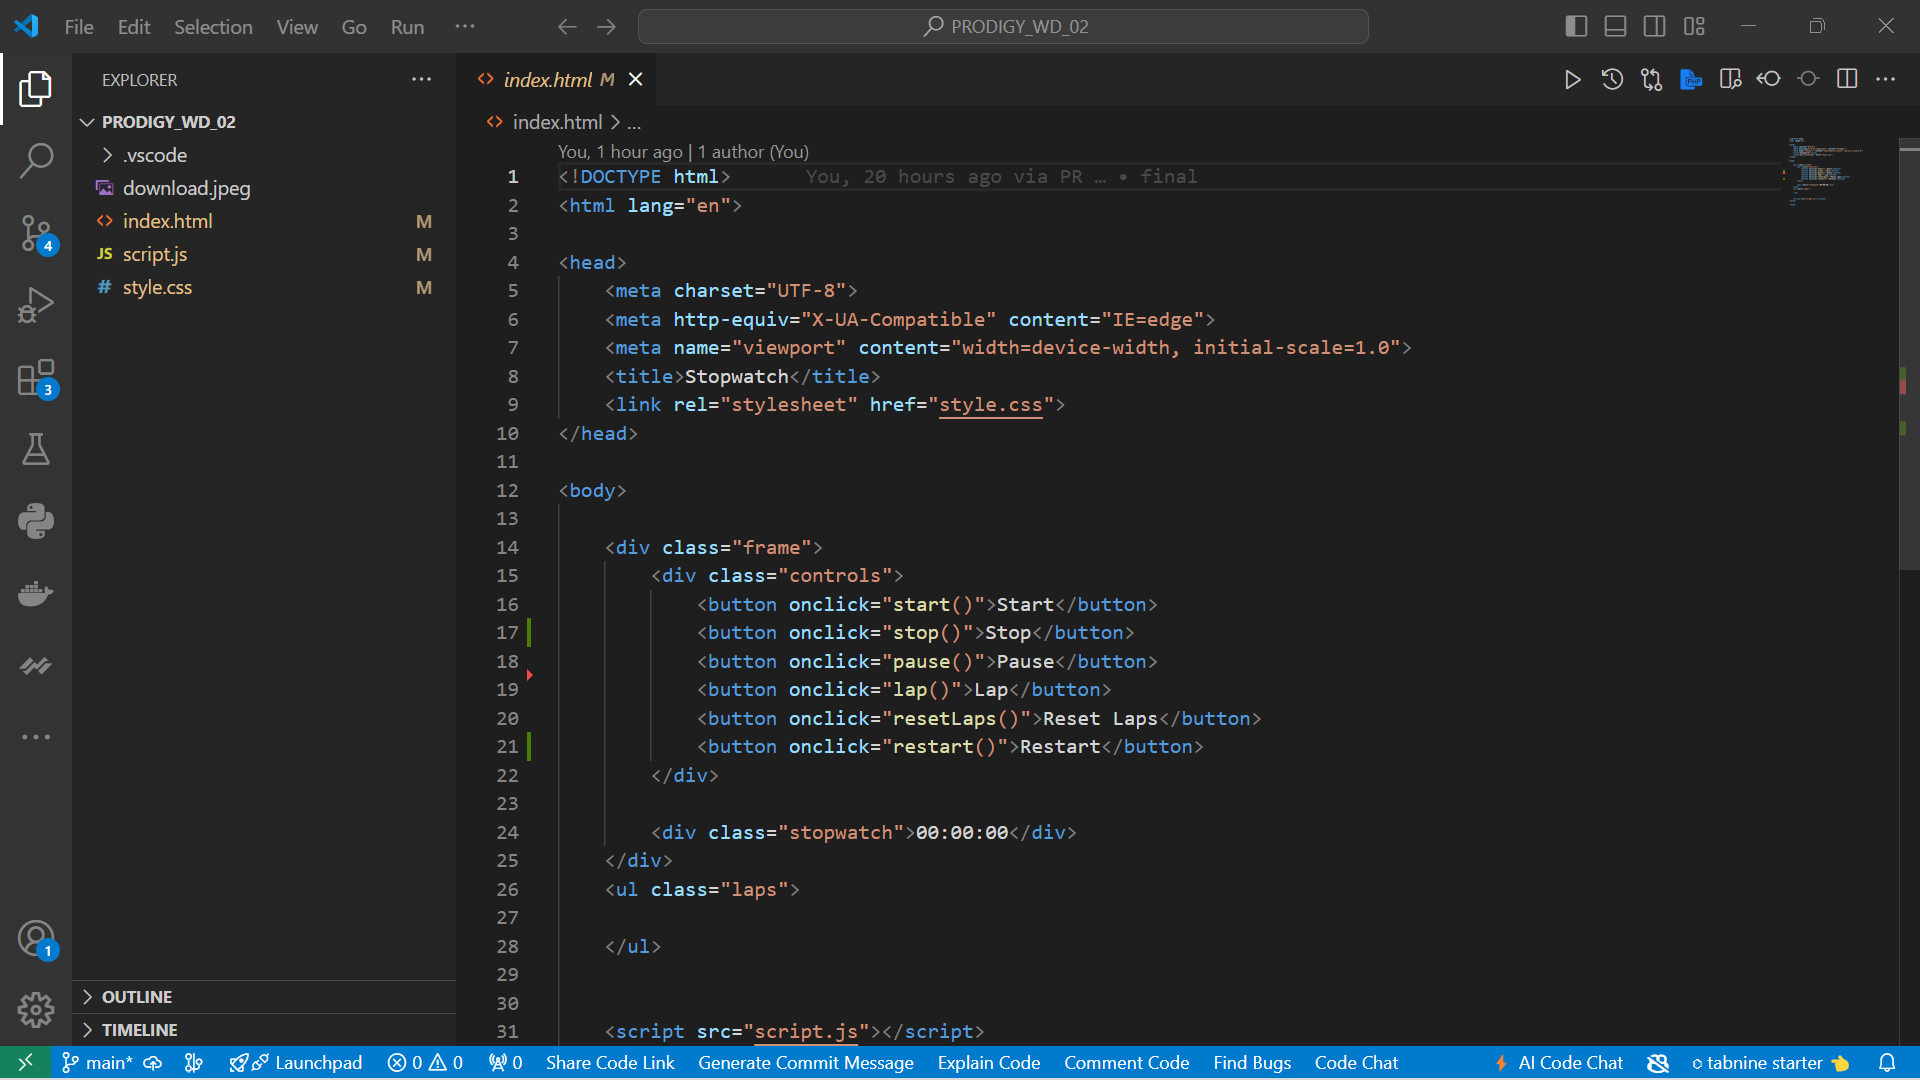 File Edit Selection View Go Run ··· PRODIGY_WD_02
EXPLORER ···
PRODIGY_WD_02
.vscode
download.jpeg
index.html M
JS script.js M
# style.css M
4
3
1
OUTLINE
TIMELINE
<> index.html M
<> index.html > ...
You, 1 hour ago | 1 author (You)
1 <!DOCTYPE html> You, 20 hours ago via PR … • final
2 <html lang="en">
3
4 <head>
5 <meta charset="UTF-8">
6 <meta http-equiv="X-UA-Compatible" content="IE=edge">
7 <meta name="viewport" content="width=device-width, initial-scale=1.0">
8 <title>Stopwatch</title>
9 <link rel="stylesheet" href="style.css">
10 </head>
11
12 <body>
13
14 <div class="frame">
15 <div class="controls">
16 <button onclick="start()">Start</button>
17 <button onclick="stop()">Stop</button>
18 <button onclick="pause()">Pause</button>
19 <button onclick="lap()">Lap</button>
20 <button onclick="resetLaps()">Reset Laps</button>
21 <button onclick="restart()">Restart</button>
22 </div>
23
24 <div class="stopwatch">00:00:00</div>
25 </div>
26 <ul class="laps">
27
28 </ul>
29
30
31 <script src="script.js"></script>
main* Launchpad 0 0 0 Share Code Link Generate Commit Message Explain Code Comment Code Find Bugs Code Chat AI Code Chat tabnine starter